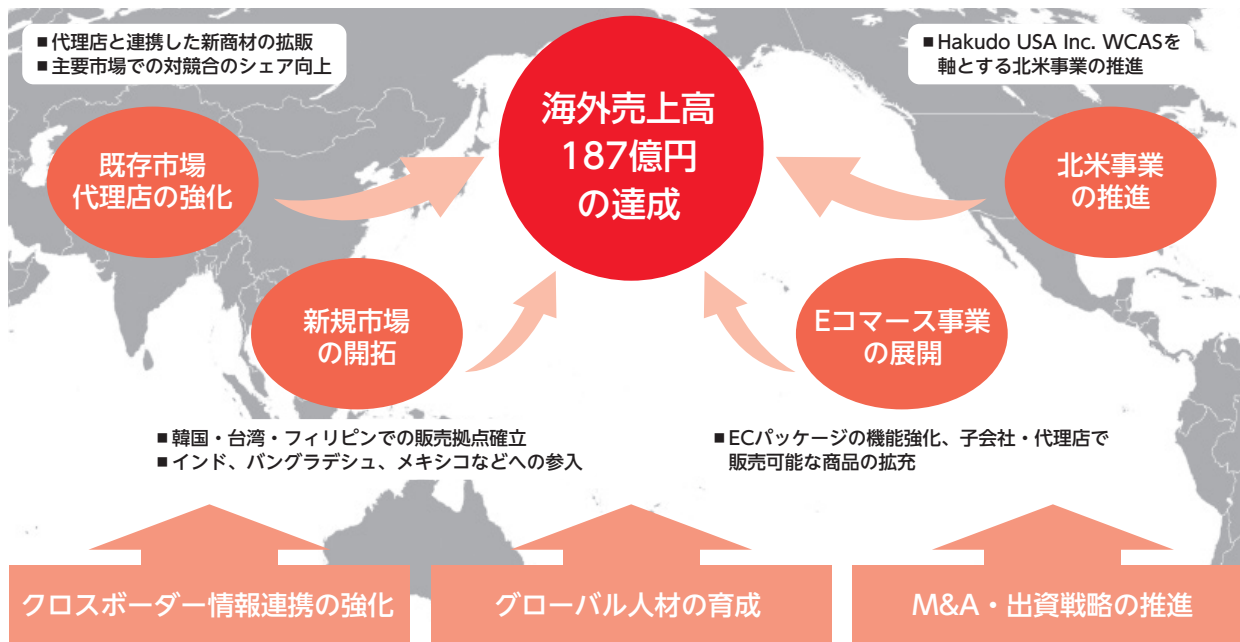 ■代理店と連携した新商材の拡販
■主要市場での対競合のシェア向上
既存市場
代理店の強化
海外売上高
187億円
の達成
■Hakudo USA Inc. WCASを
軸とする北米事業の推進
北米事業
の推進
新規市場
の開拓
■韓国・台湾・フィリピンでの販売拠点確立
■インド、バングラデシュ、メキシコなどへの参入
Eコマース事業
の展開
■ECパッケージの機能強化、子会社・代理店で
販売可能な商品の拡充
クロスボーダー情報連携の強化
グローバル人材の育成
M&A・出資戦略の推進